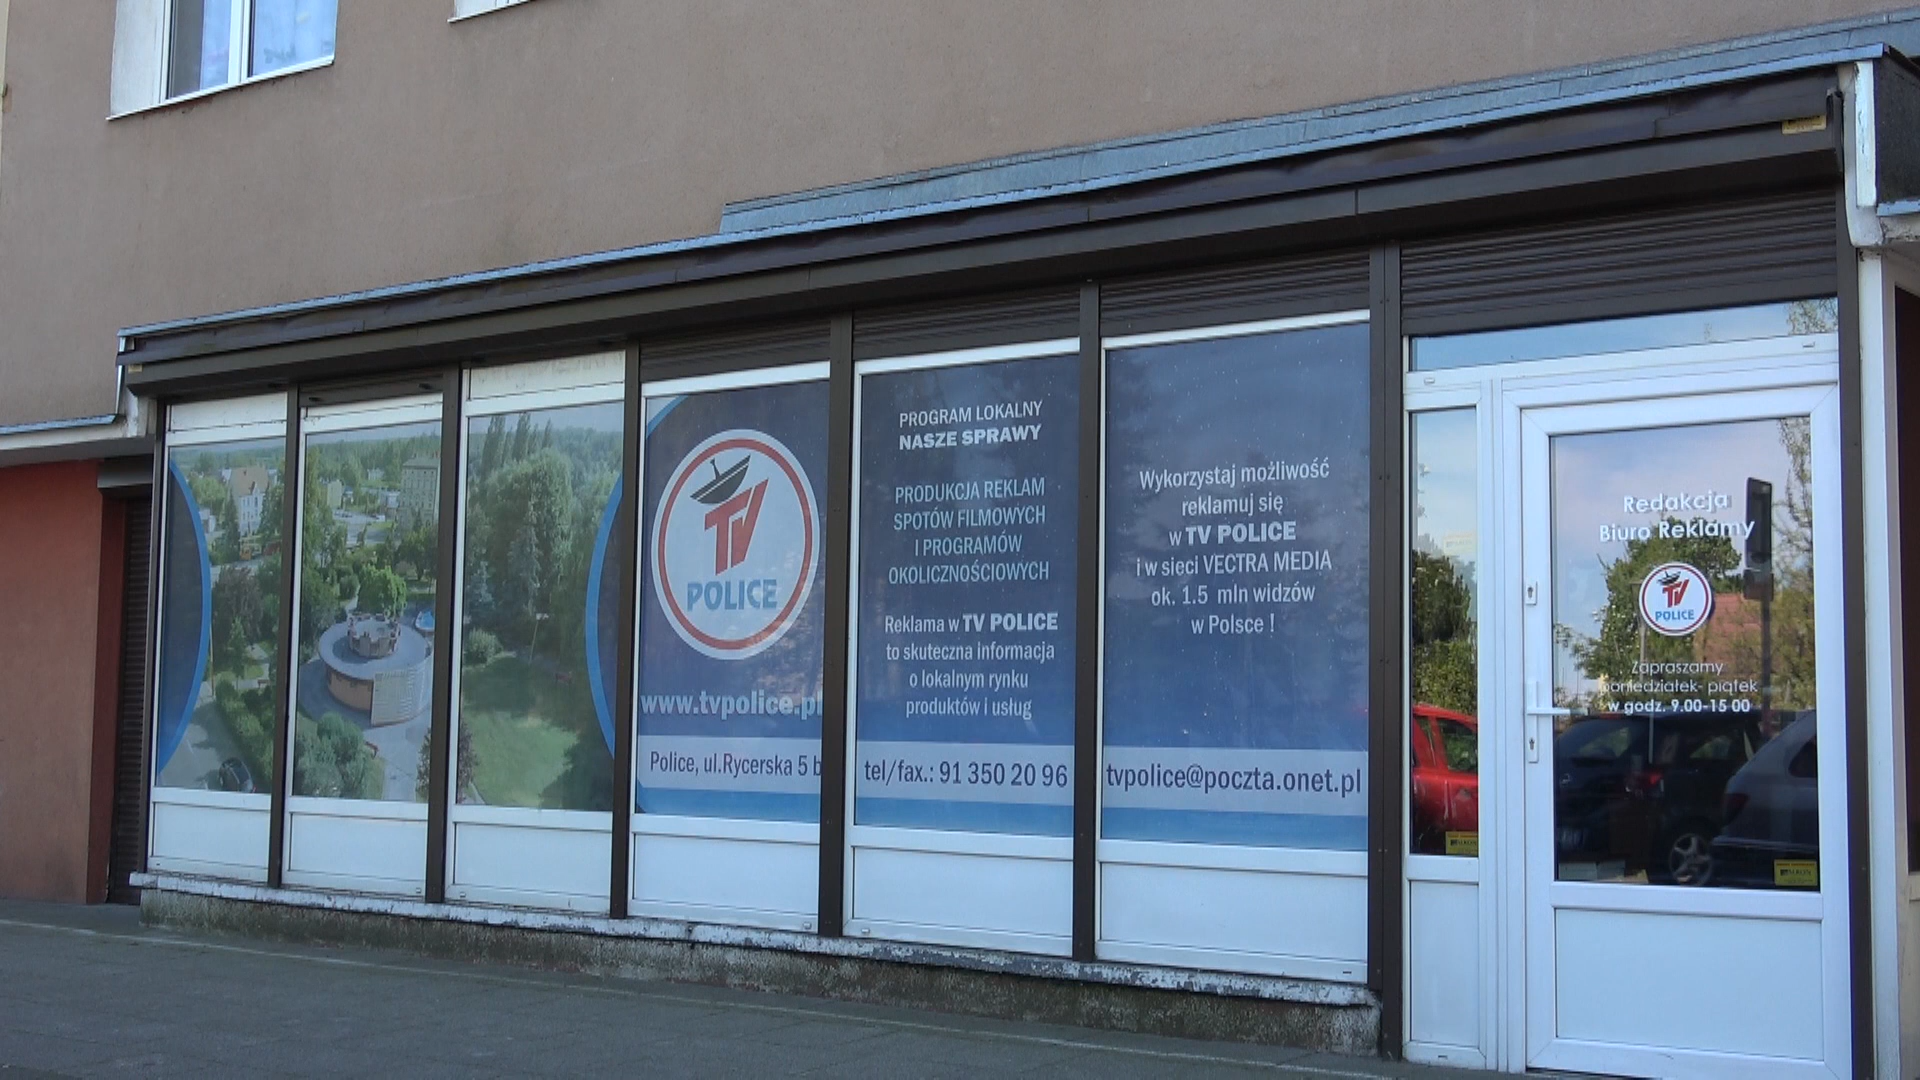 TV
POLICE
www.tvpolice.pl
Police, ul.Rycerska 5 b
PROGRAM LOKALNY
NASZE SPRAWY
PRODUKCJA REKLAM
SPOTÓW FILMOWYCH
I PROGRAMÓW
OKOLICZNOŚCIOWYCH
Reklama w TV POLICE
to skuteczna informacja
o lokalnym rynku
produktów i usług
tel/fax.: 91 350 20 96
Wykorzystaj możliwość
reklamuj się
w TV POLICE
i w sieci VECTRA MEDIA
ok. 1.5 mln widzów
w Polsce !
tvpolice@poczta.onet.pl
Redakcja
Biuro Reklamy
TV
POLICE
Zapraszamy
poniedziałek- piątek
w godz. 9.00-15 00